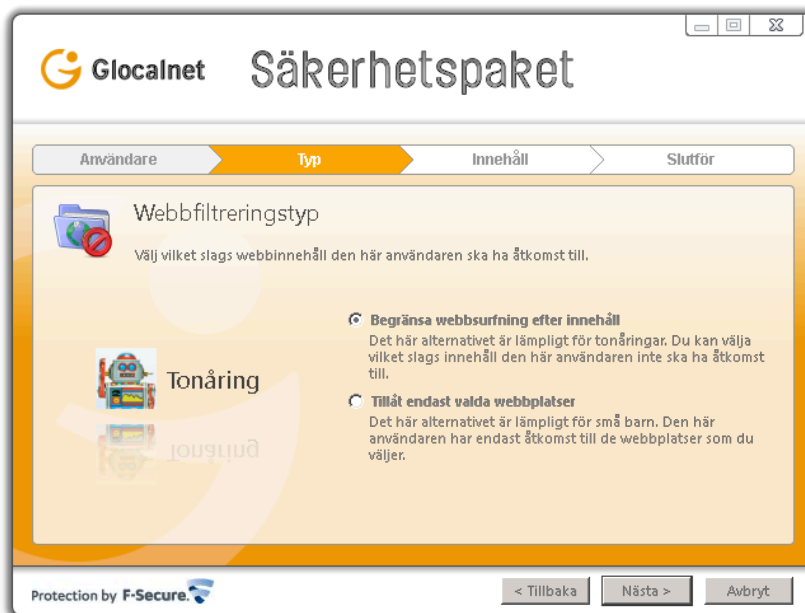 Glocalnet Säkerhetspaket
Användare Typ Innehåll Slutför
Webbfiltreringstyp
Välj vilket slags webbinnehåll den här användaren ska ha åtkomst till.
Tonåring
Begränsa webbsurfning efter innehåll
Det här alternativet är lämpligt för tonåringar. Du kan välja
vilket slags innehåll den här användaren inte ska ha åtkomst
till.
Tillåt endast valda webbplatser
Det här alternativet är lämpligt för små barn. Den här
användaren har endast åtkomst till de webbplatser som du
väljer.
Protection by F-Secure.
< Tillbaka Nästa > Avbryt